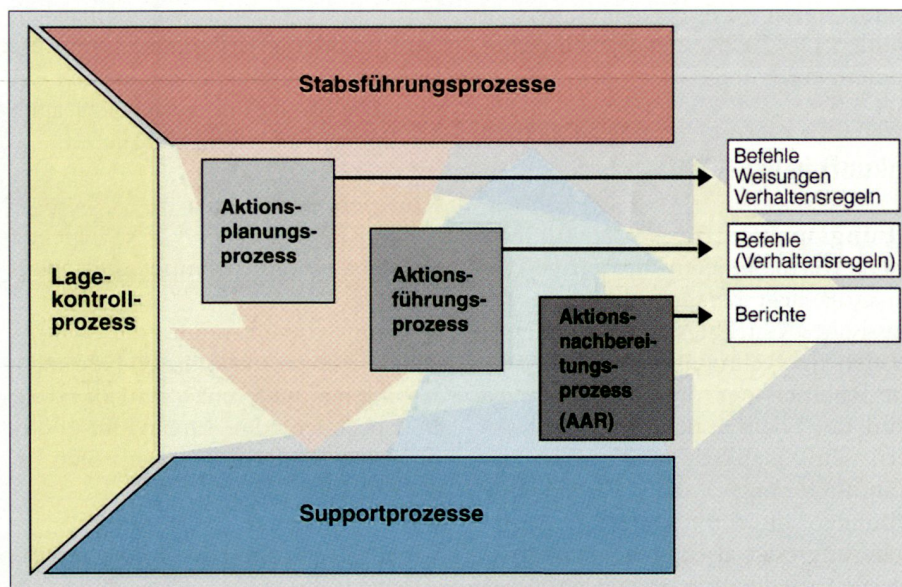 Stabsführungsprozesse
Aktions-
planungs-
prozess
Befehle
Weisungen
Verhaltensregeln
Lage-
kontroll-
prozess
Aktions-
führungs-
prozess
Befehle
(Verhaltensregeln)
Aktions-
nachberei-
tungs-
prozess
(AAR)
Berichte
Supportprozesse